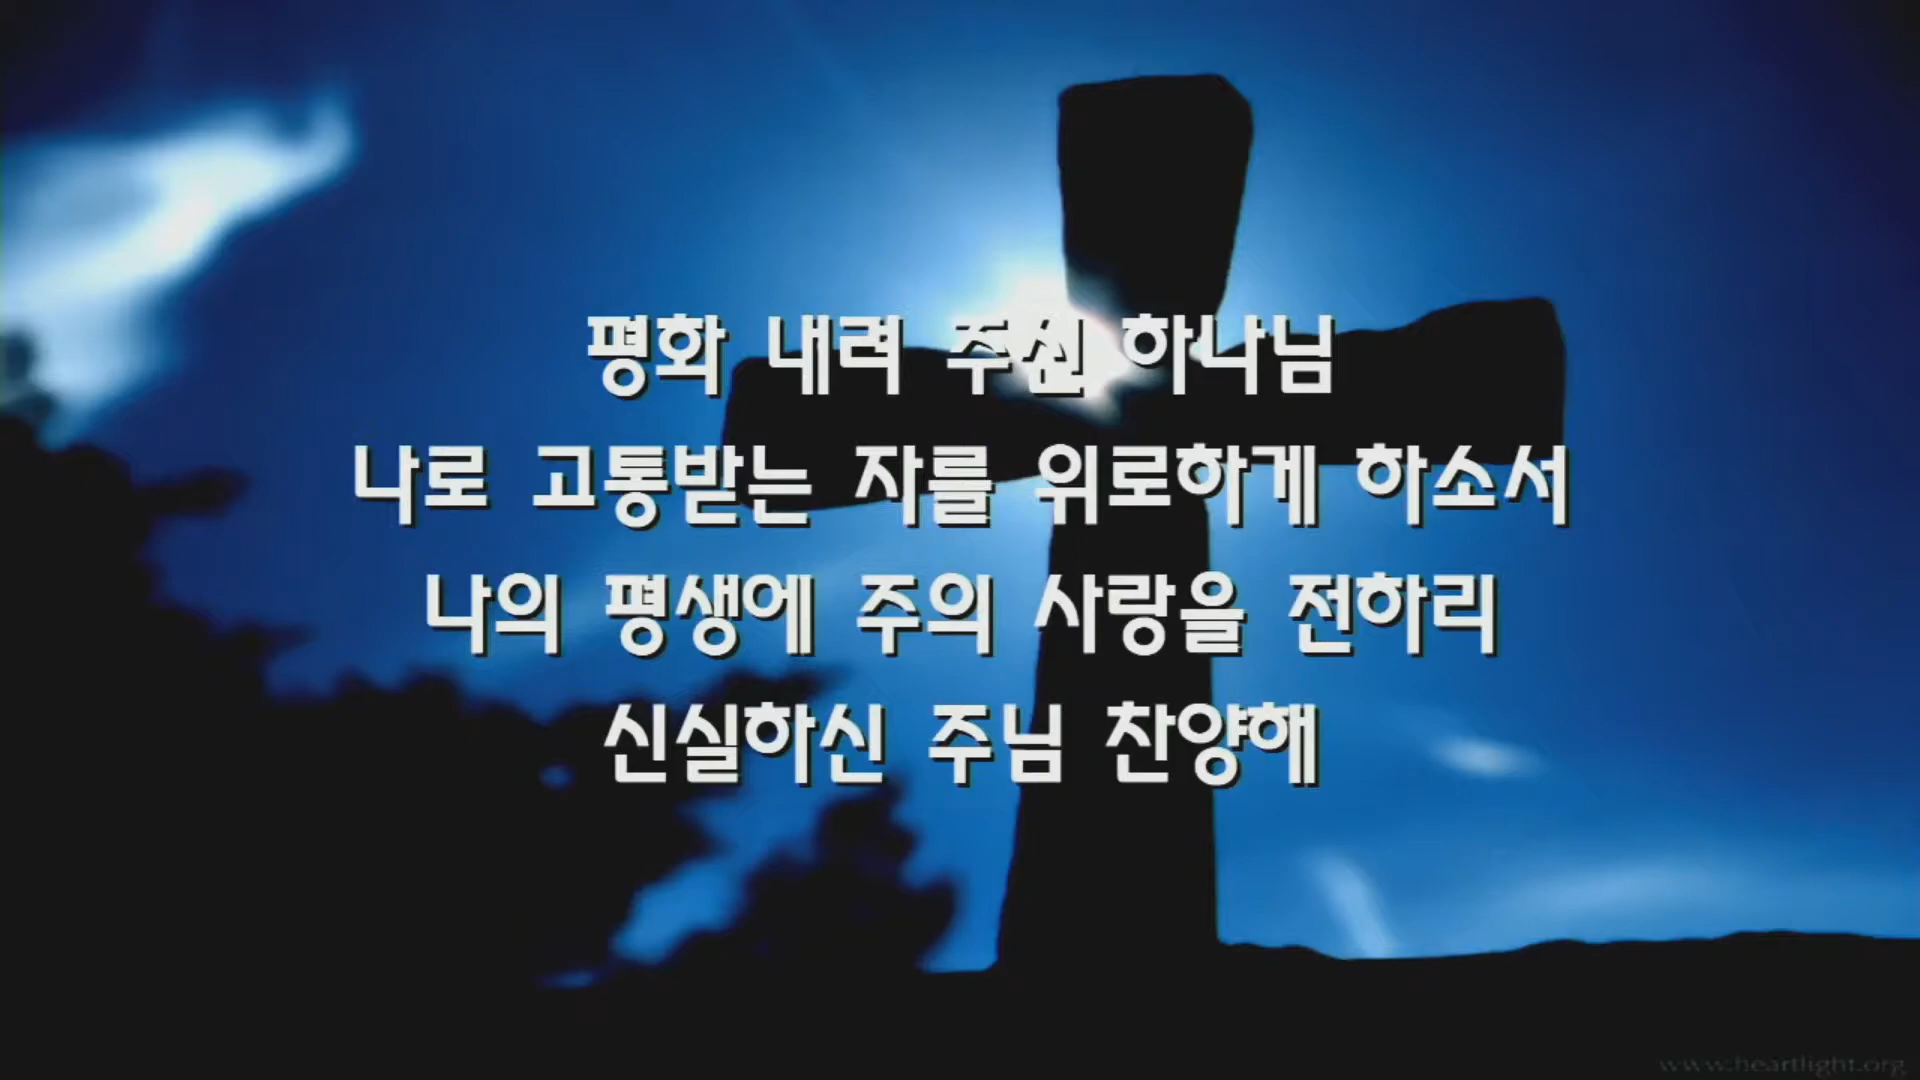 평화 내려 주신 하나님
나로 고통받는 자를 위로하게 하소서
나의 평생에 주의 사랑을 전하리
신실하신 주님 찬양해
www.heartlight.org